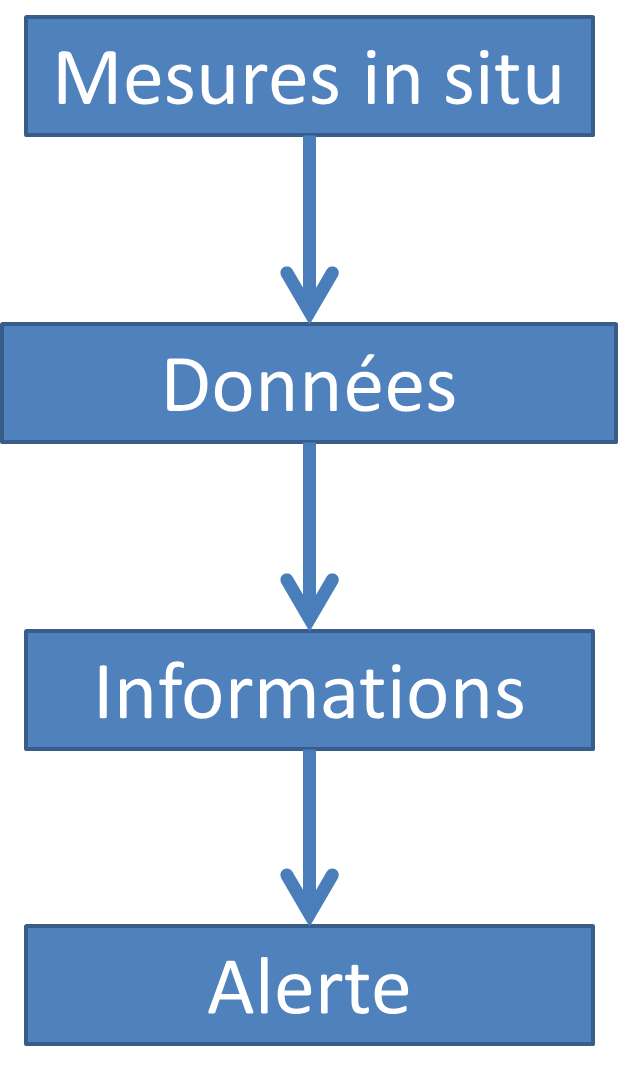 Mesures in situ
Données
Informations
Alerte